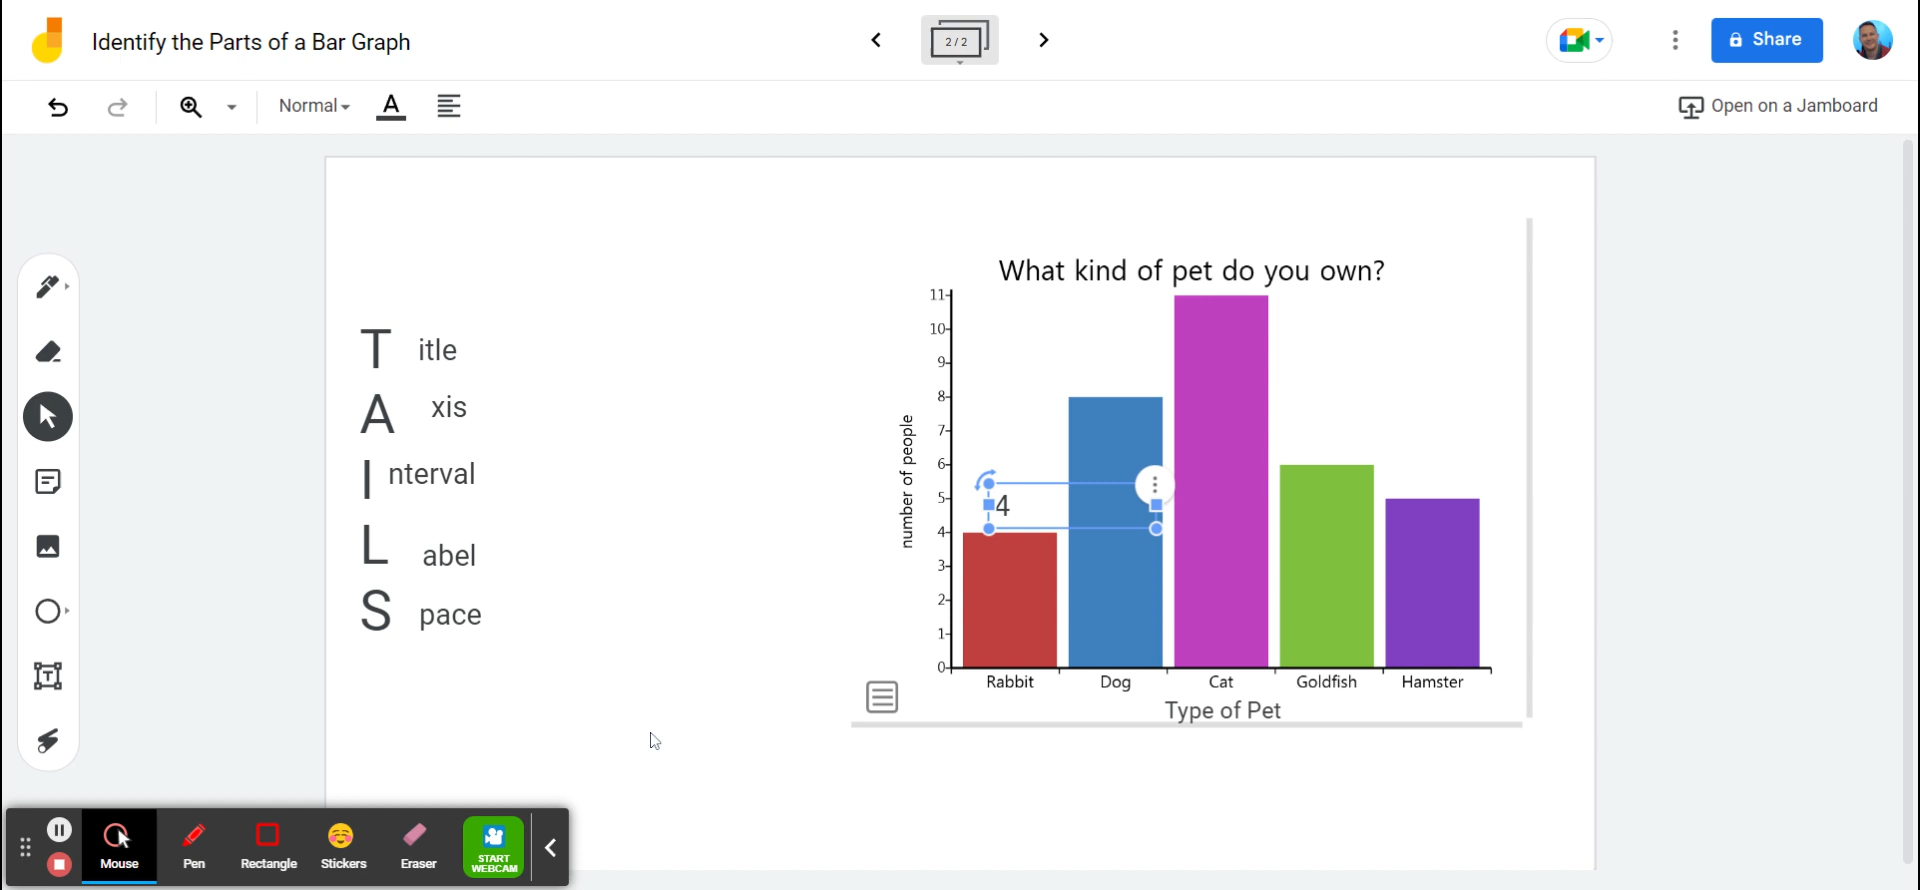 Identify the Parts of a Bar Graph
2 / 2
Share
Normal
A
Open on a Jamboard
T itle
A xis
I nterval
L abel
S pace
What kind of pet do you own?
number of people
11
10
9
8
7
6
5
4
3
2
1
0
4
Rabbit Dog Cat Goldfish Hamster
Type of Pet
Mouse Pen Rectangle Stickers Eraser
START
WEBCAM